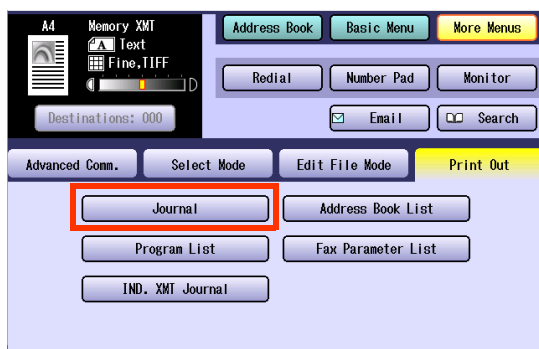 A4 Memory XMT
A Text
Fine,TIFF
D
Destinations: 000
Address Book Basic Menu More Menus
Redial Number Pad Monitor
Email Search
Advanced Comm. Select Mode Edit File Mode Print Out
Journal Address Book List
Program List Fax Parameter List
IND. XMT Journal